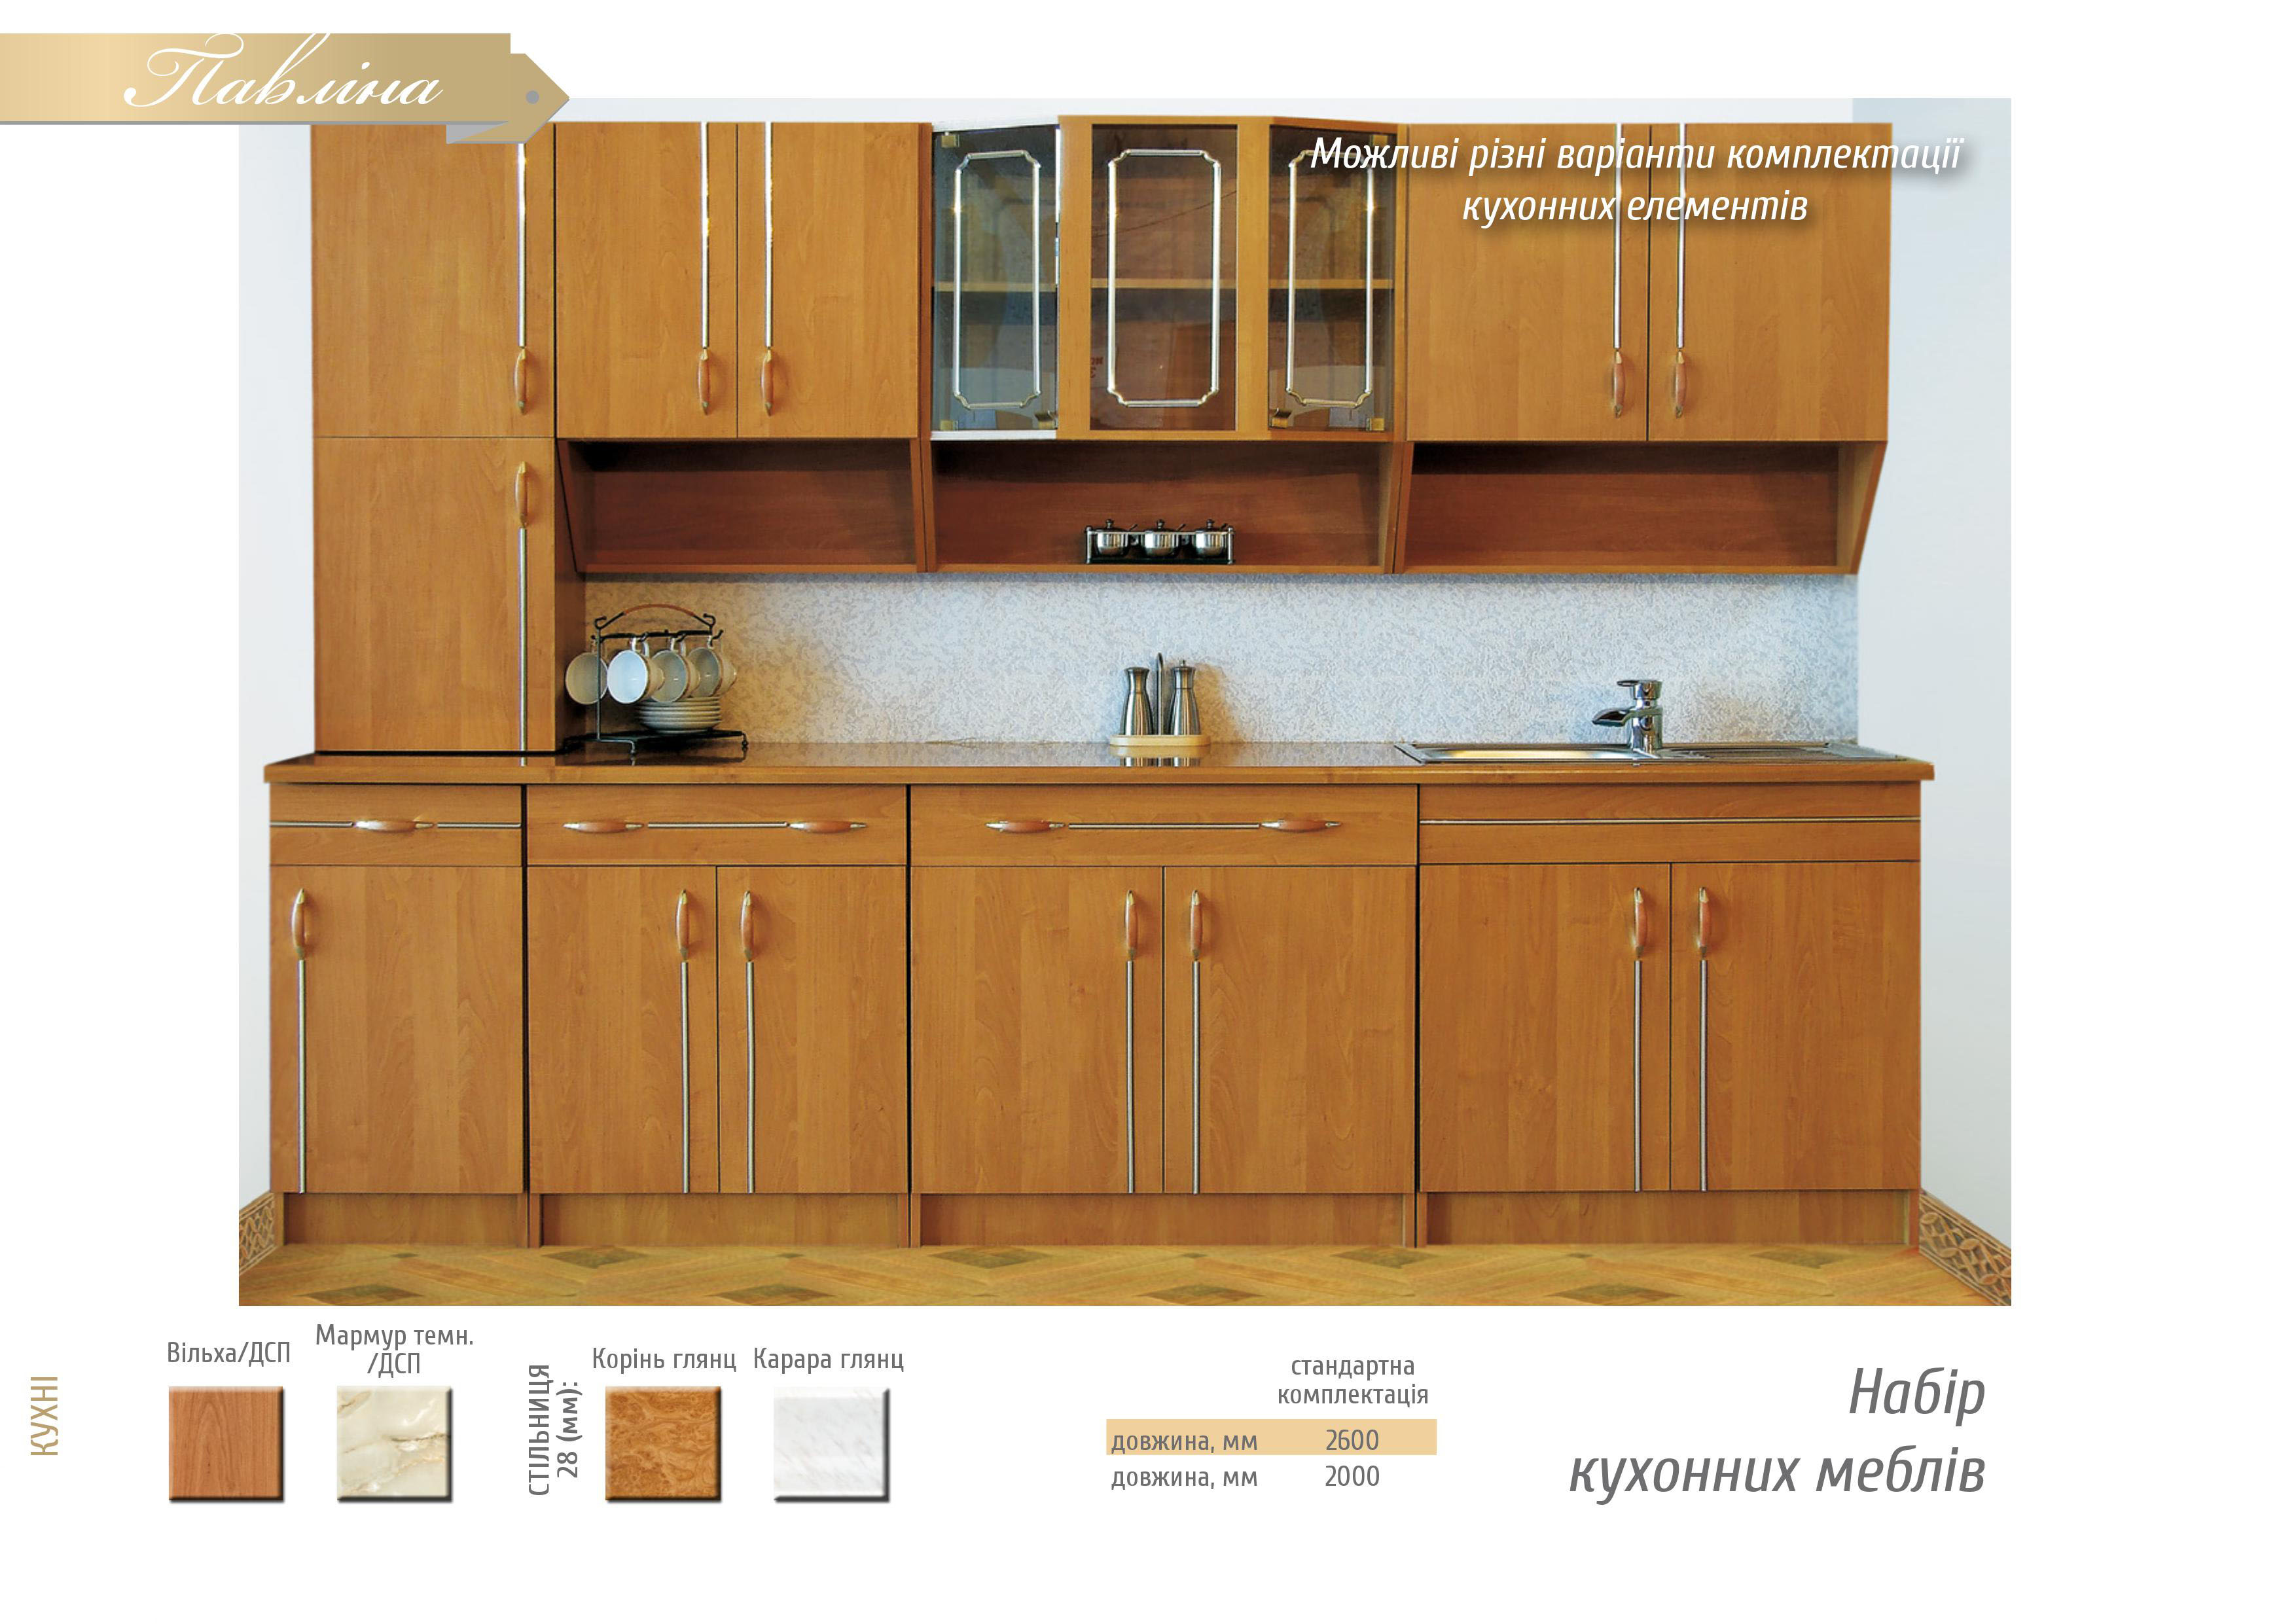 Павліна
Можливі різні варіанти комплектації
кухонних елементів
КУХНІ
Вільха/ДСП
Мармур темн.
/ДСП
СТІЛЬНИЦЯ
28 (мм):
Корінь глянц
Карара глянц
стандартна
комплектація
довжина, мм 2600
довжина, мм 2000
Набір
кухонних меблів